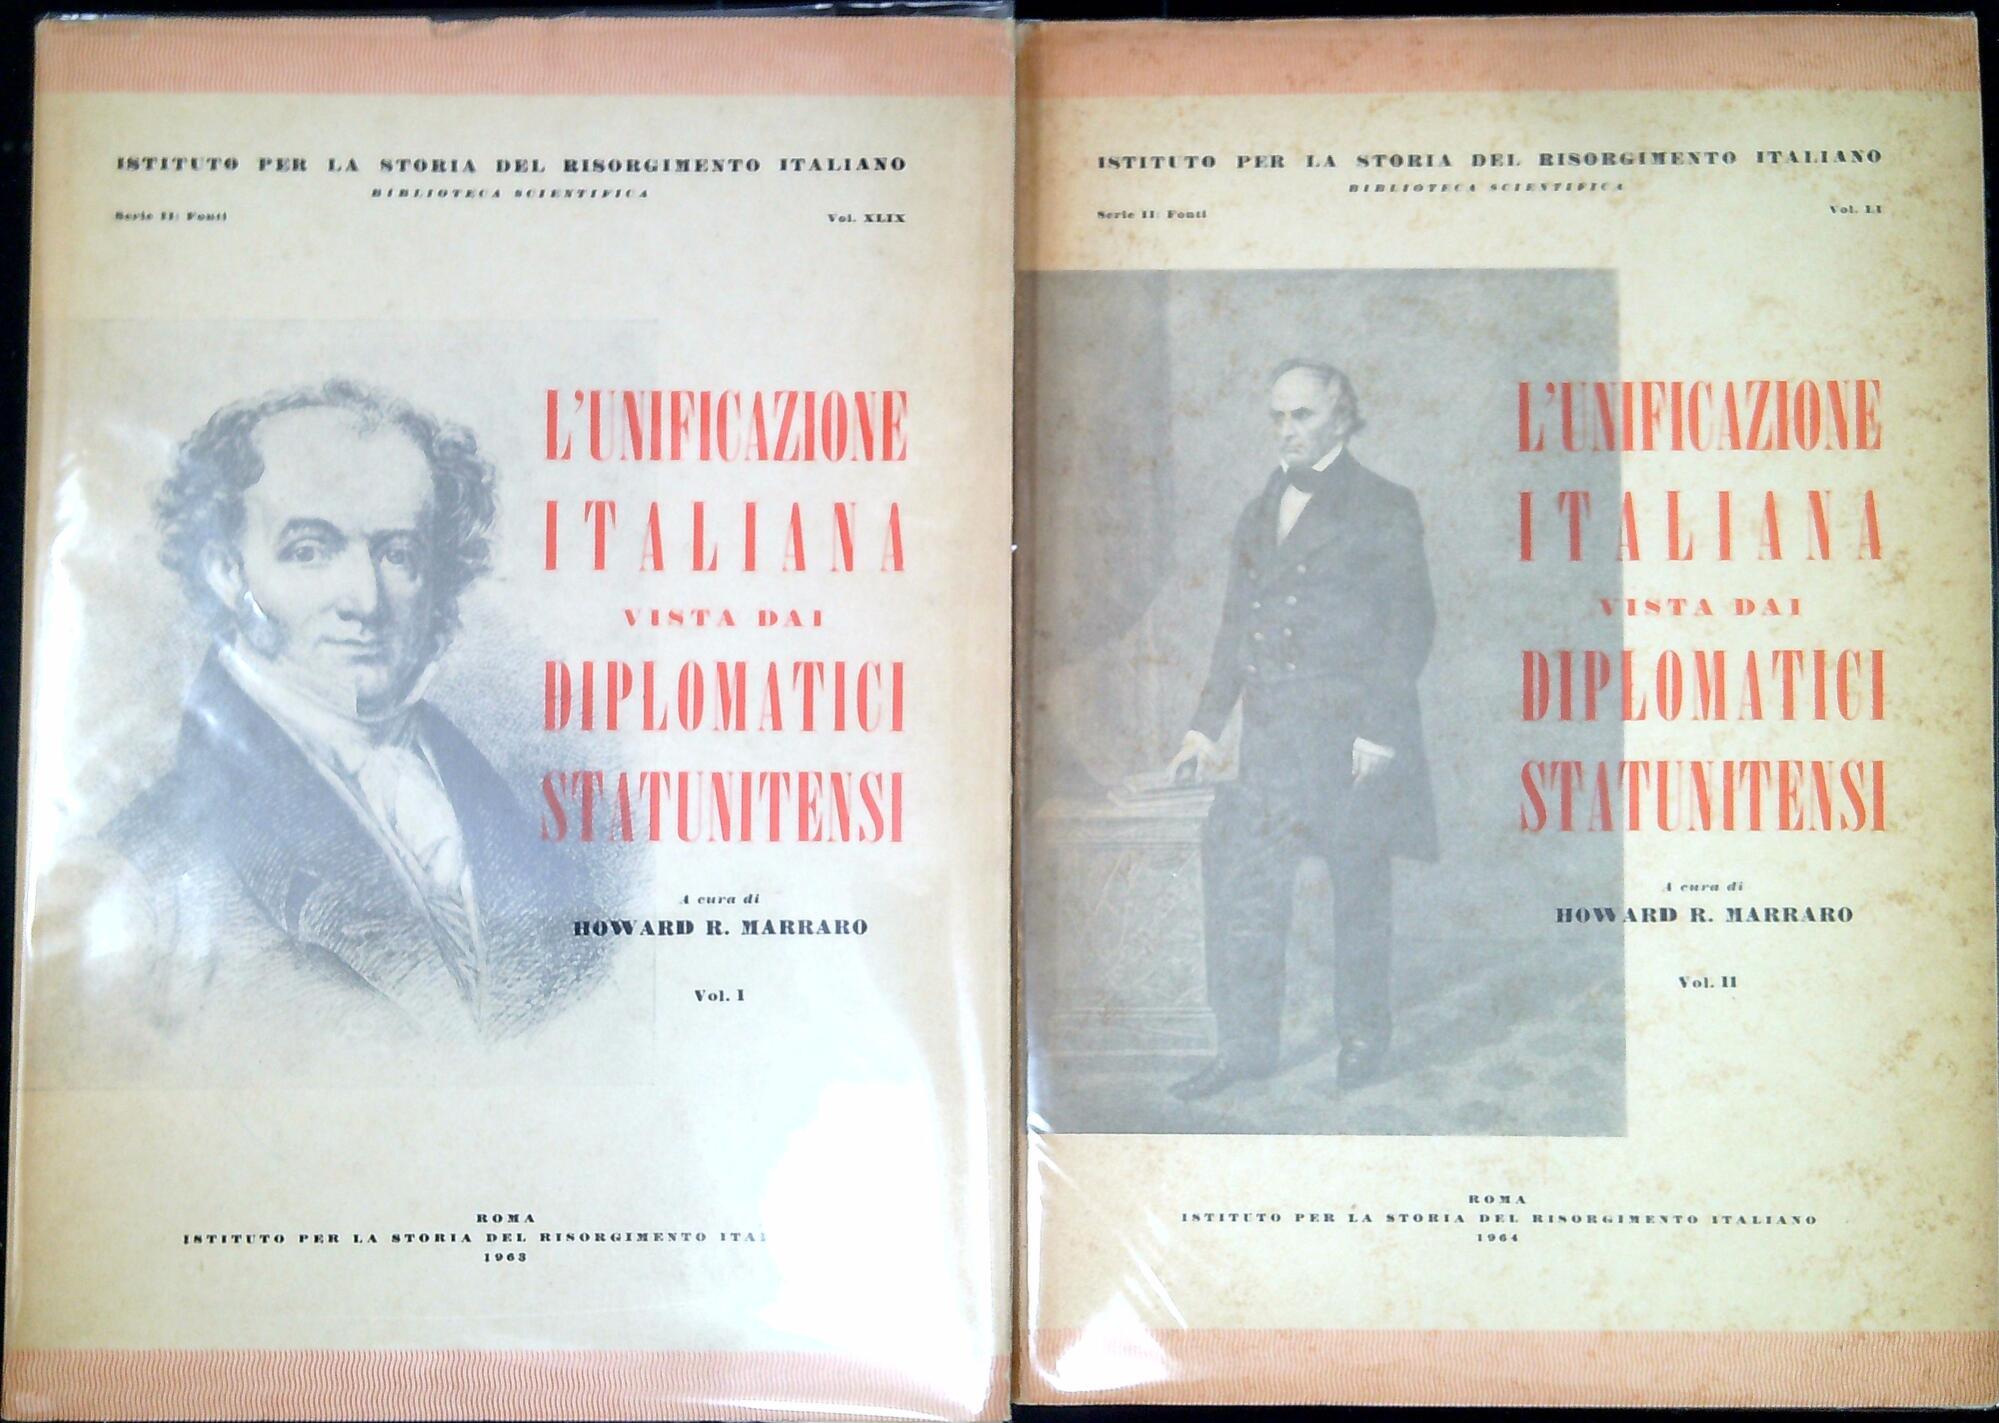 ISTITUTO PER LA STORIA DEL RISORGIMENTO ITALIANO
BIBLIOTECA SCIENTIFICA
Serie II: Fonti
Vol. XLIX
L'UNIFICAZIONE
ITALIANA
VISTA DAI
DIPLOMATICI
STATUNITENSI
A cura di
HOWARD R. MARRARO
Vol. I
ROMA
ISTITUTO PER LA STORIA DEL RISORGIMENTO
1963
ISTITUTO PER LA STORIA DEL RISORGIMENTO ITALIANO
BIBLIOTECA SCIENTIFICA
Serie II: Fonti
Vol. LI
L'UNIFICAZIONE
ITALIANA
VISTA DAI
DIPLOMATICI
STATUNITENSI
A cura di
HOWARD R. MARRARO
Vol. II
ROMA
ISTITUTO PER LA STORIA DEL RISORGIMENTO ITALIANO
1964